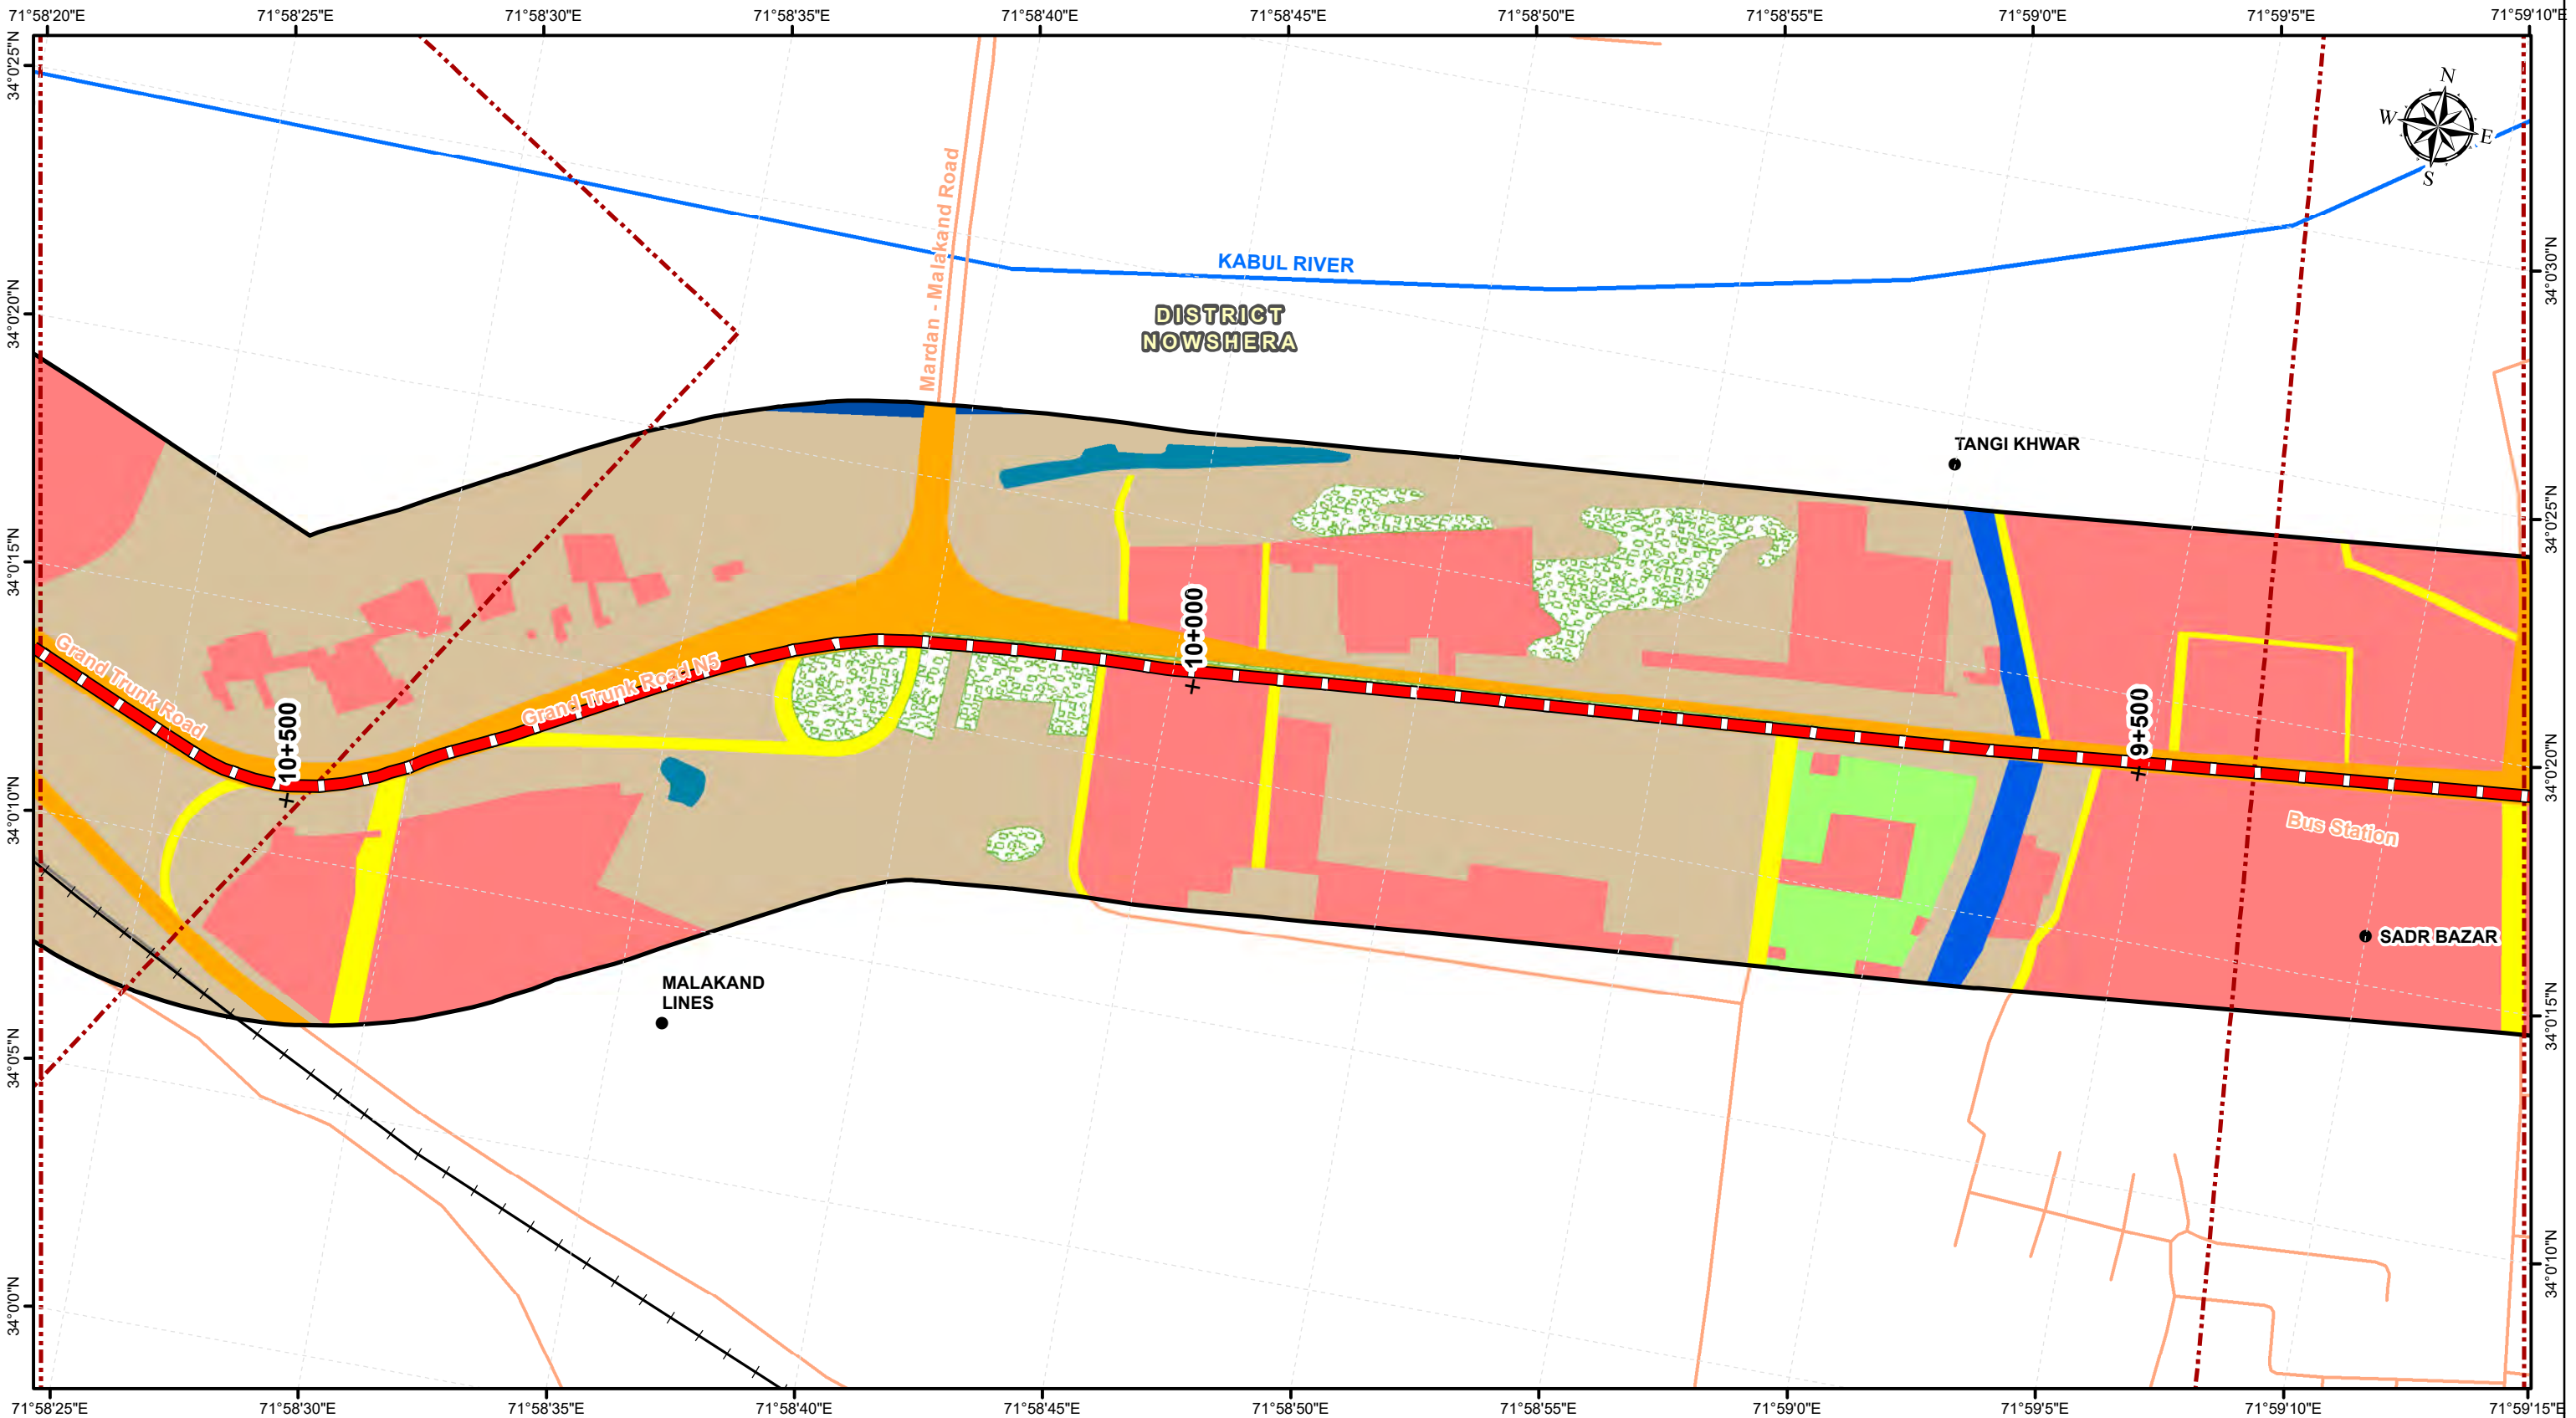 71°58'20"E
71°58'25"E
71°58'30"E
71°58'35"E
71°58'40"E
71°58'45"E
71°58'50"E
71°58'55"E
71°59'0"E
71°59'5"E
71°59'10"E
34°0'25"N
34°0'20"N
34°0'15"N
34°0'10"N
34°0'5"N
34°0'0"N
34°0'30"N
34°0'25"N
34°0'20"N
34°0'15"N
34°0'10"N
N
W
E
S
Mardan - Malakand Road
KABUL RIVER
DISTRICT
NOWSHERA
TANGI KHWAR
Grand Trunk Road
10+500
Grand Trunk Road N5
10+000
9+500
Bus Station
SADR BAZAR
MALAKAND
LINES
71°58'25"E
71°58'30"E
71°58'35"E
71°58'40"E
71°58'45"E
71°58'50"E
71°58'55"E
71°59'0"E
71°59'5"E
71°59'10"E
71°59'15"E